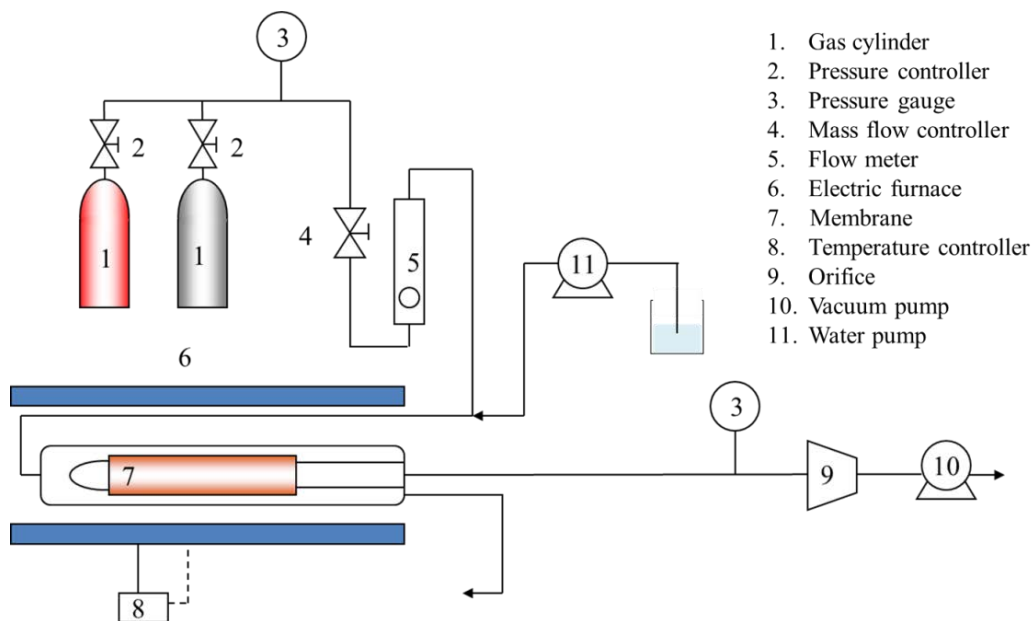 3
2
2
1
1
4
5
11
6
3
7
9
10
8
1. Gas cylinder
2. Pressure controller
3. Pressure gauge
4. Mass flow controller
5. Flow meter
6. Electric furnace
7. Membrane
8. Temperature controller
9. Orifice
10. Vacuum pump
11. Water pump